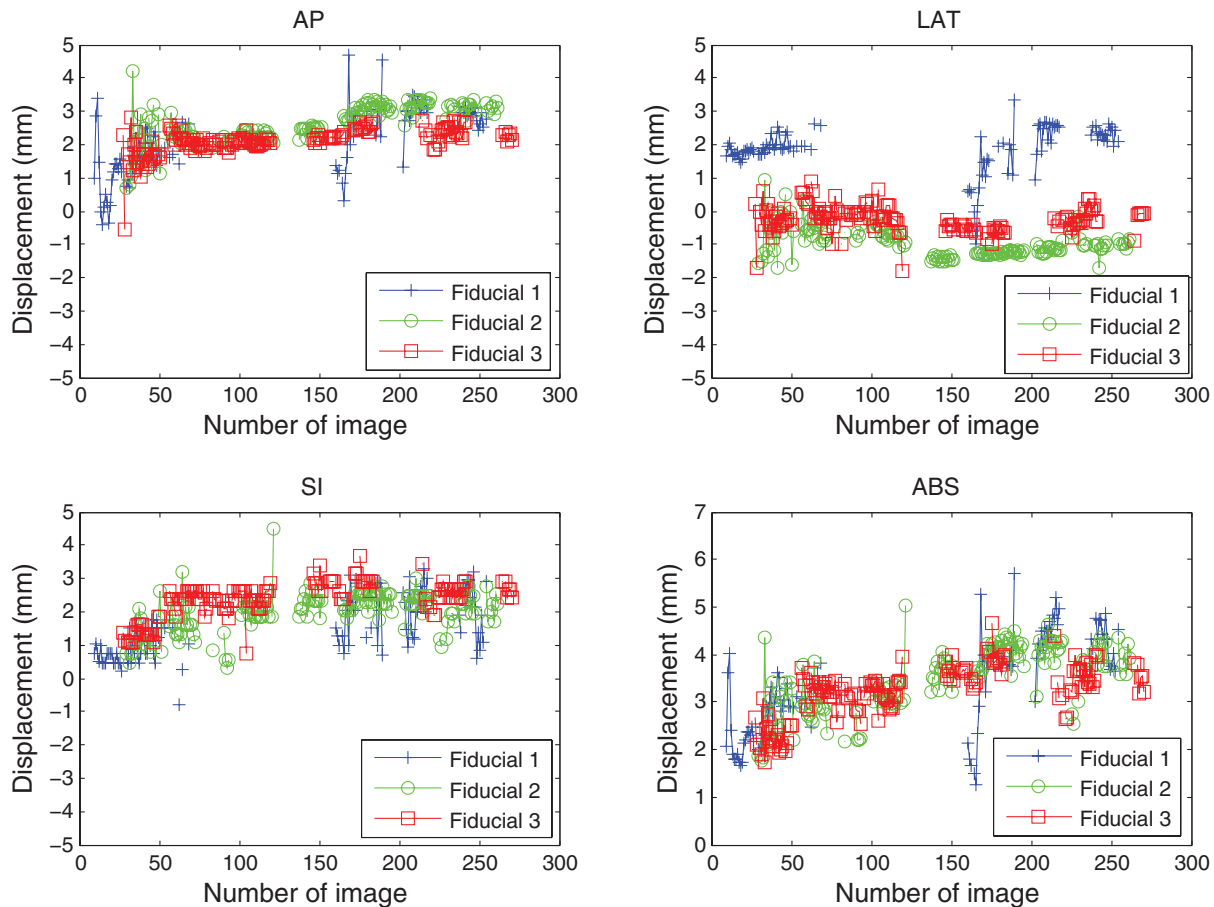 AP
5
4
3
2
1
0
−1
−2
−3
−4
−5
Displacement (mm)
Fiducial 1
Fiducial 2
Fiducial 3
0 50 100 150 200 250 300
Number of image
LAT
5
4
3
2
1
0
−1
−2
−3
−4
−5
Displacement (mm)
Fiducial 1
Fiducial 2
Fiducial 3
0 50 100 150 200 250 300
Number of image
SI
5
4
3
2
1
0
−1
−2
−3
−4
−5
Displacement (mm)
Fiducial 1
Fiducial 2
Fiducial 3
0 50 100 150 200 250 300
Number of image
ABS
7
6
5
4
3
2
1
0
Displacement (mm)
Fiducial 1
Fiducial 2
Fiducial 3
0 50 100 150 200 250 300
Number of image